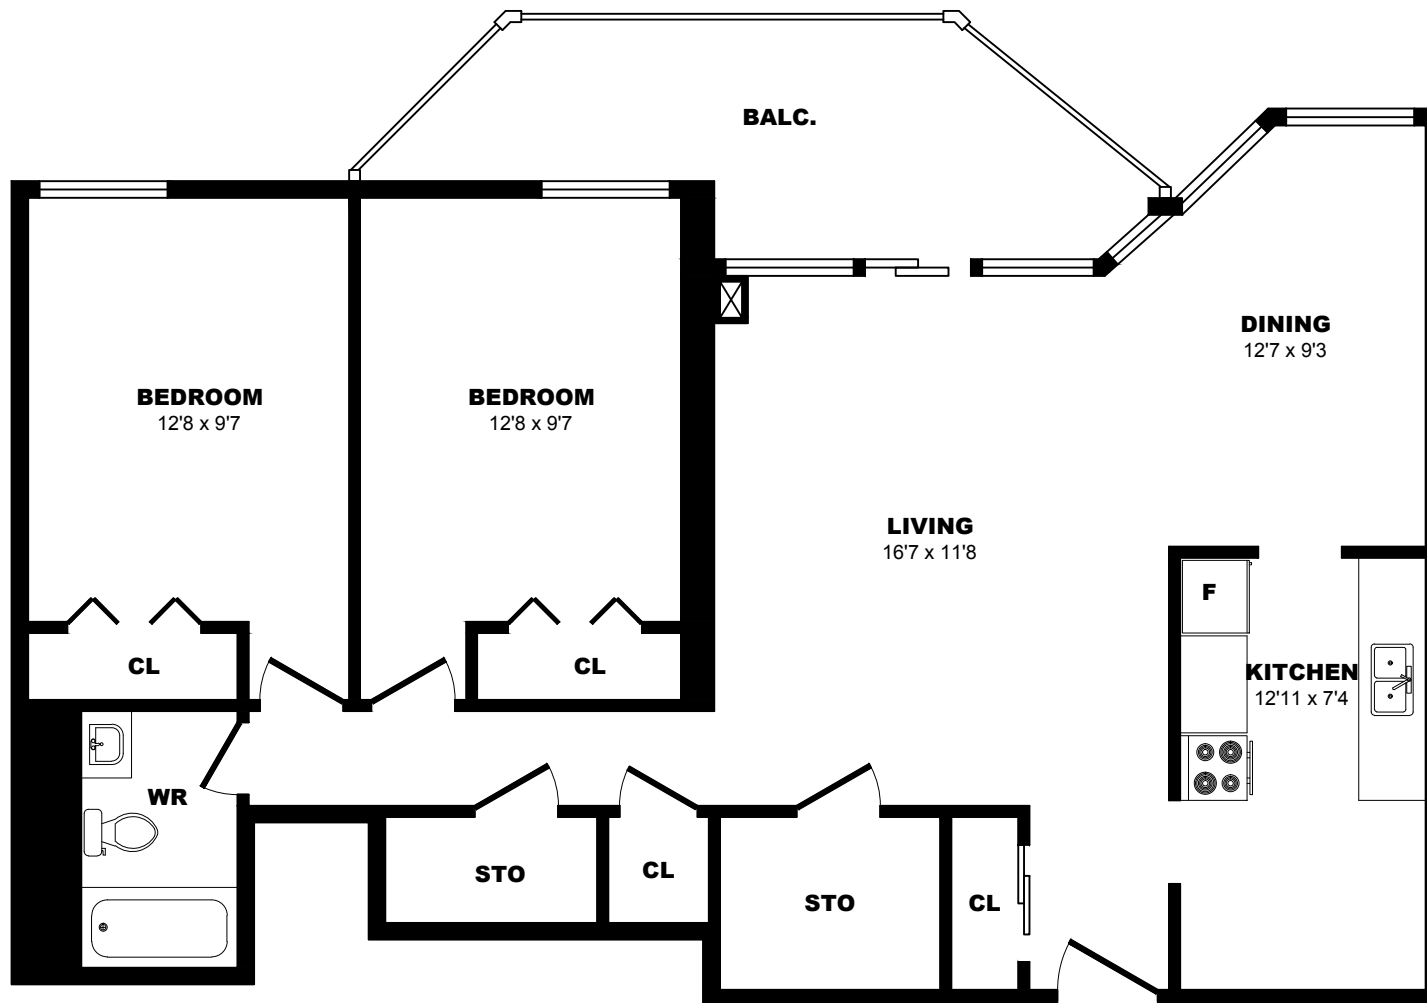 BALC.
DINING
12'7 x 9'3
BEDROOM
12'8 x 9'7
BEDROOM
12'8 x 9'7
LIVING
16'7 x 11'8
F
KITCHEN
12'11 x 7'4
CL
CL
WR
STO
CL
STO
CL